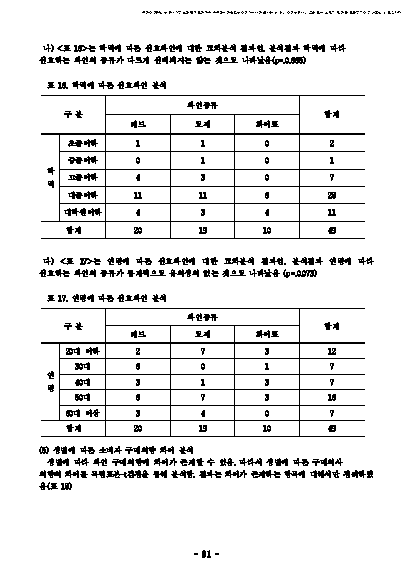 나) <표 16>는 학력에 따른 선호와인에 대한 교차분석 결과임. 분석결과 학력에 따라
선호하는 와인의 종류가 다르게 선택되지는 않는 것으로 나타남음(p=0.865)
표 16. 학력에 따른 선호와인 분석
구 분 와인종류 합계
레드 로제 화이트
학력
초졸이하 1 1 0 2
중졸이하 0 1 0 1
고졸이하 4 3 0 7
대졸이하 11 11 6 28
대학원이하 4 3 4 11
합계 20 19 10 49
다) <표 17>는 연령에 따른 선호와인에 대한 교차분석 결과임. 분석결과 연령에 따라
선호하는 와인의 종류가 통계적으로 유의성이 없는 것으로 나타났음 (p=0.073)
표 17. 연령에 따른 선호와인 분석
구 분 와인종류 합계
레드 로제 화이트
연령
20대 이하 2 7 3 12
30대 6 0 1 7
40대 3 1 3 7
50대 6 7 3 16
60대 이상 3 4 0 7
합계 20 19 10 49
(5) 성별에 따른 소비자 구매의향 차이 분석
성별에 따라 와인 구매의향에 차이가 존재할 수 있음. 따라서 성별에 따른 구매의사
의향의 차이를 독립표본 t검정을 통해 분석함. 결과는 차이가 존재하는 항목에 대해서만 정리하였
음(표 18)
- 91 -